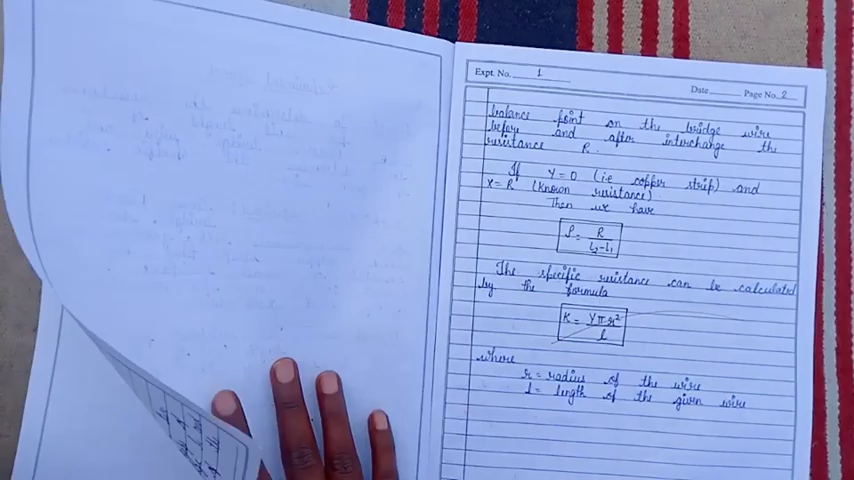 Expt. No. 1
Date Page No. 2
balance point on the bridge wire
before and after interchange the
resistance R.
If Y = 0 (i.e copper strip) and
X = R (known resistance)
Then we have
ρ = R / L₂-L₁
The specific resistance can be calculated
by the formula
K = Yπr² / l
where
r = radius of the wire
l = length of the given wire